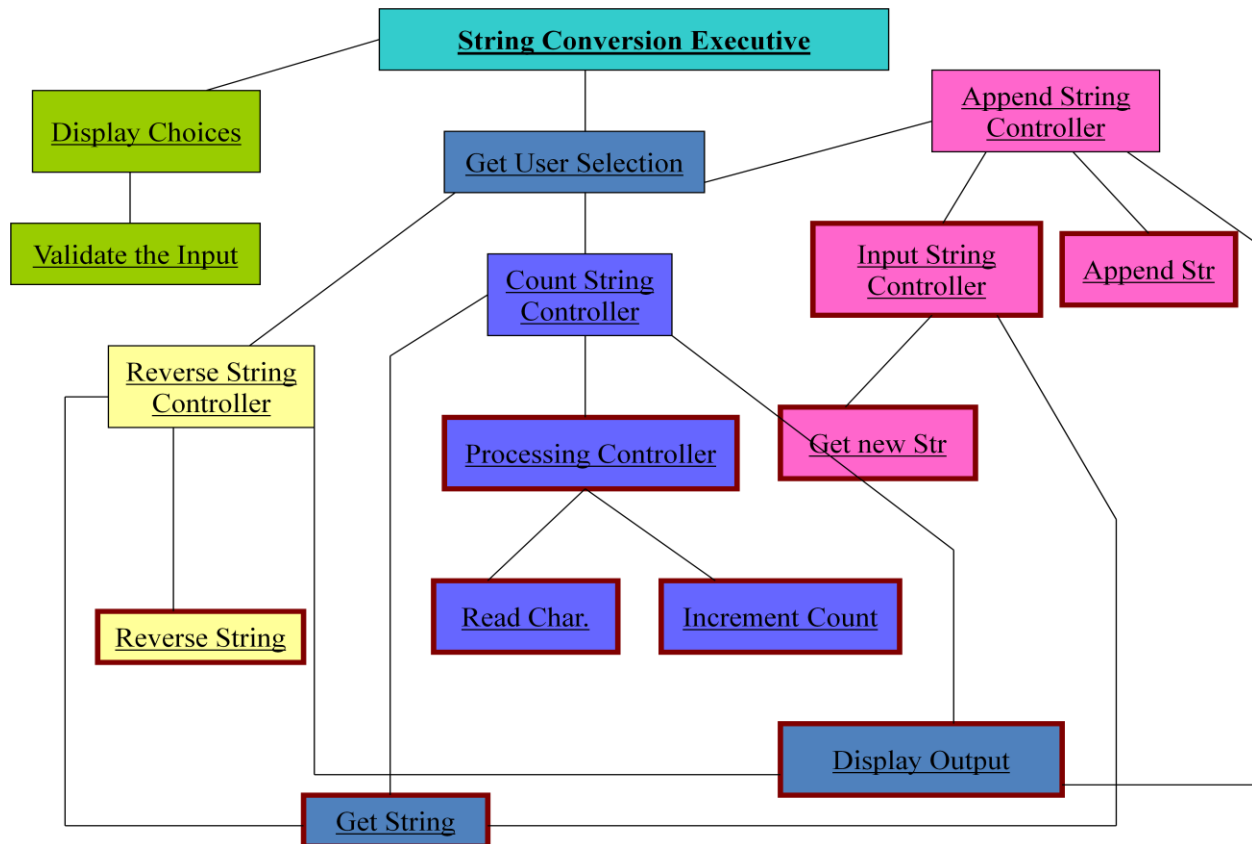 String Conversion Executive
Display Choices
Append String
Controller
Get User Selection
Validate the Input
Input String
Controller
Append Str
Count String
Controller
Reverse String
Controller
Processing Controller
Get new Str
Read Char.
Increment Count
Reverse String
Display Output
Get String